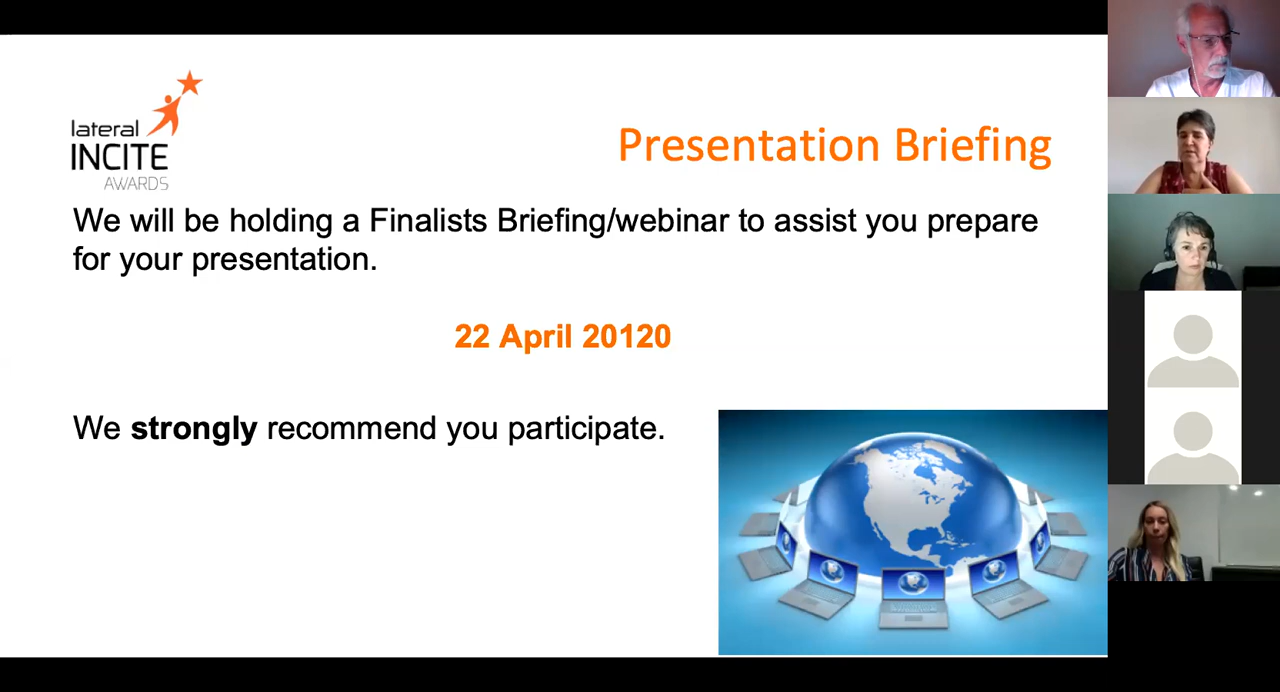 lateral
INCITE
AWARDS
Presentation Briefing
We will be holding a Finalists Briefing/webinar to assist you prepare
for your presentation.
22 April 20120
We strongly recommend you participate.